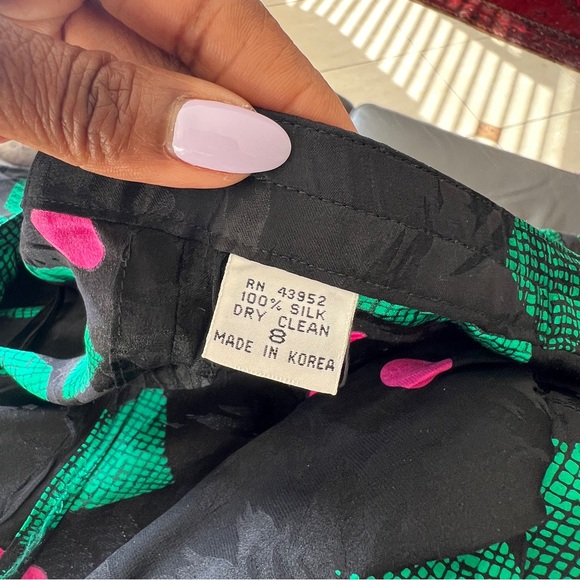 RN 43952
100% SILK
DRY CLEAN
8
MADE IN KOREA